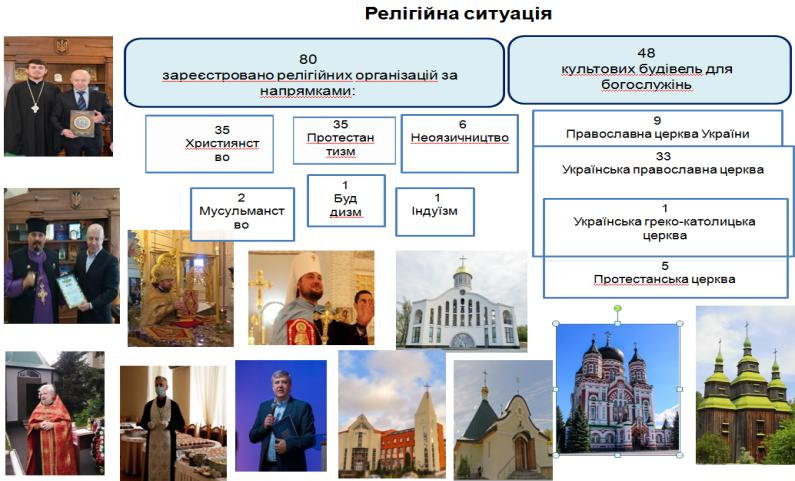 Релігійна ситуація
80
зареєстровано релігійних організацій за
напрямками:
48
культових будівель для
богослужінь
35
Християнст
во
35
Протестан
тизм
6
Неоязичництво
2
Мусульманст
во
1
Буд
дизм
1
Індуїзм
9
Православна церква України
33
Українська православна церква
1
Українська греко-католицька
церква
5
Протестанська церква